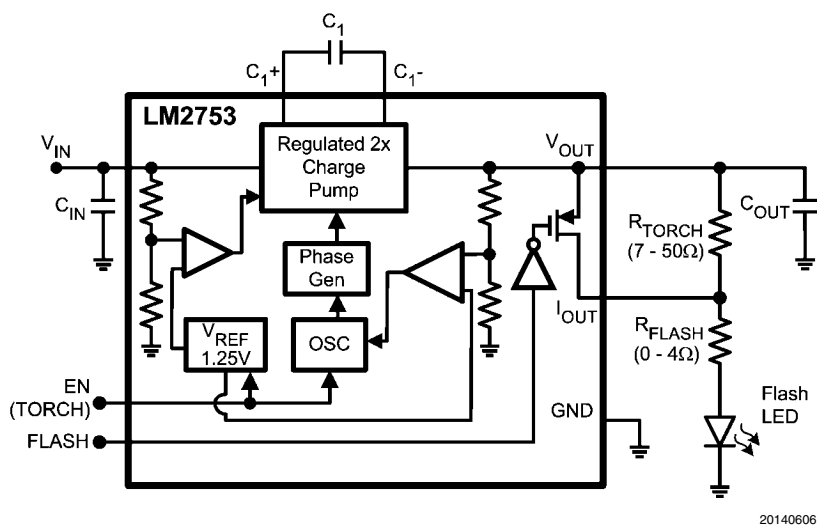 C1
C1+
C1-
LM2753
VIN
Regulated 2x
Charge
Pump
VOUT
CIN
COUT
RTORCH
(7 - 50Ω)
Phase
Gen
IOUT
RFLASH
(0 - 4Ω)
VREF
1.25V
OSC
EN
(TORCH)
FLASH
GND
Flash
LED
20140606